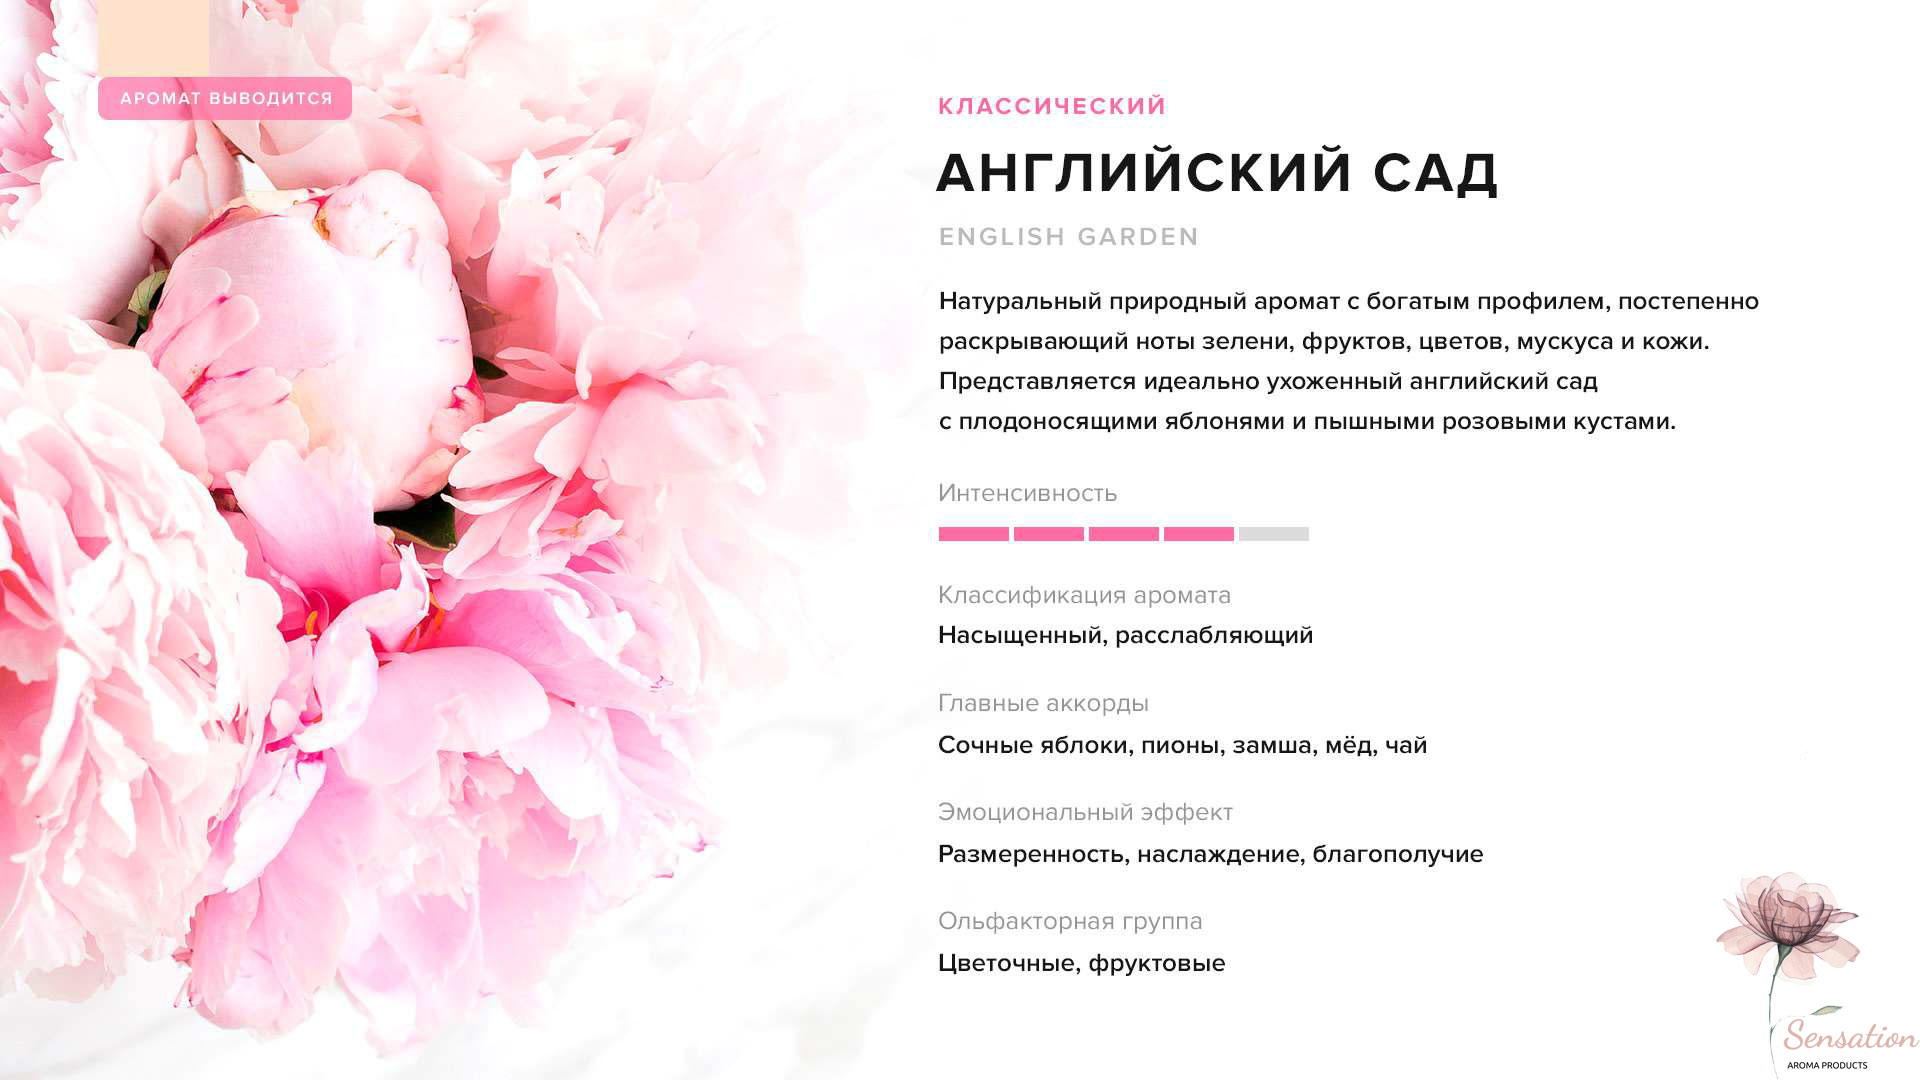 АРОМАТ ВЫВОДИТСЯ
КЛАССИЧЕСКИЙ
АНГЛИЙСКИЙ САД
ENGLISH GARDEN
Натуральный природный аромат с богатым профилем, постепенно
раскрывающий ноты зелени, фруктов, цветов, мускуса и кожи.
Представляется идеально ухоженный английский сад
с плодоносящими яблонями и пышными розовыми кустами.
Интенсивность
Классификация аромата
Насыщенный, расслабляющий
Главные аккорды
Сочные яблоки, пионы, замша, мёд, чай
Эмоциональный эффект
Размеренность, наслаждение, благополучие
Ольфакторная группа
Цветочные, фруктовые
Sensation
AROMA PRODUCTS